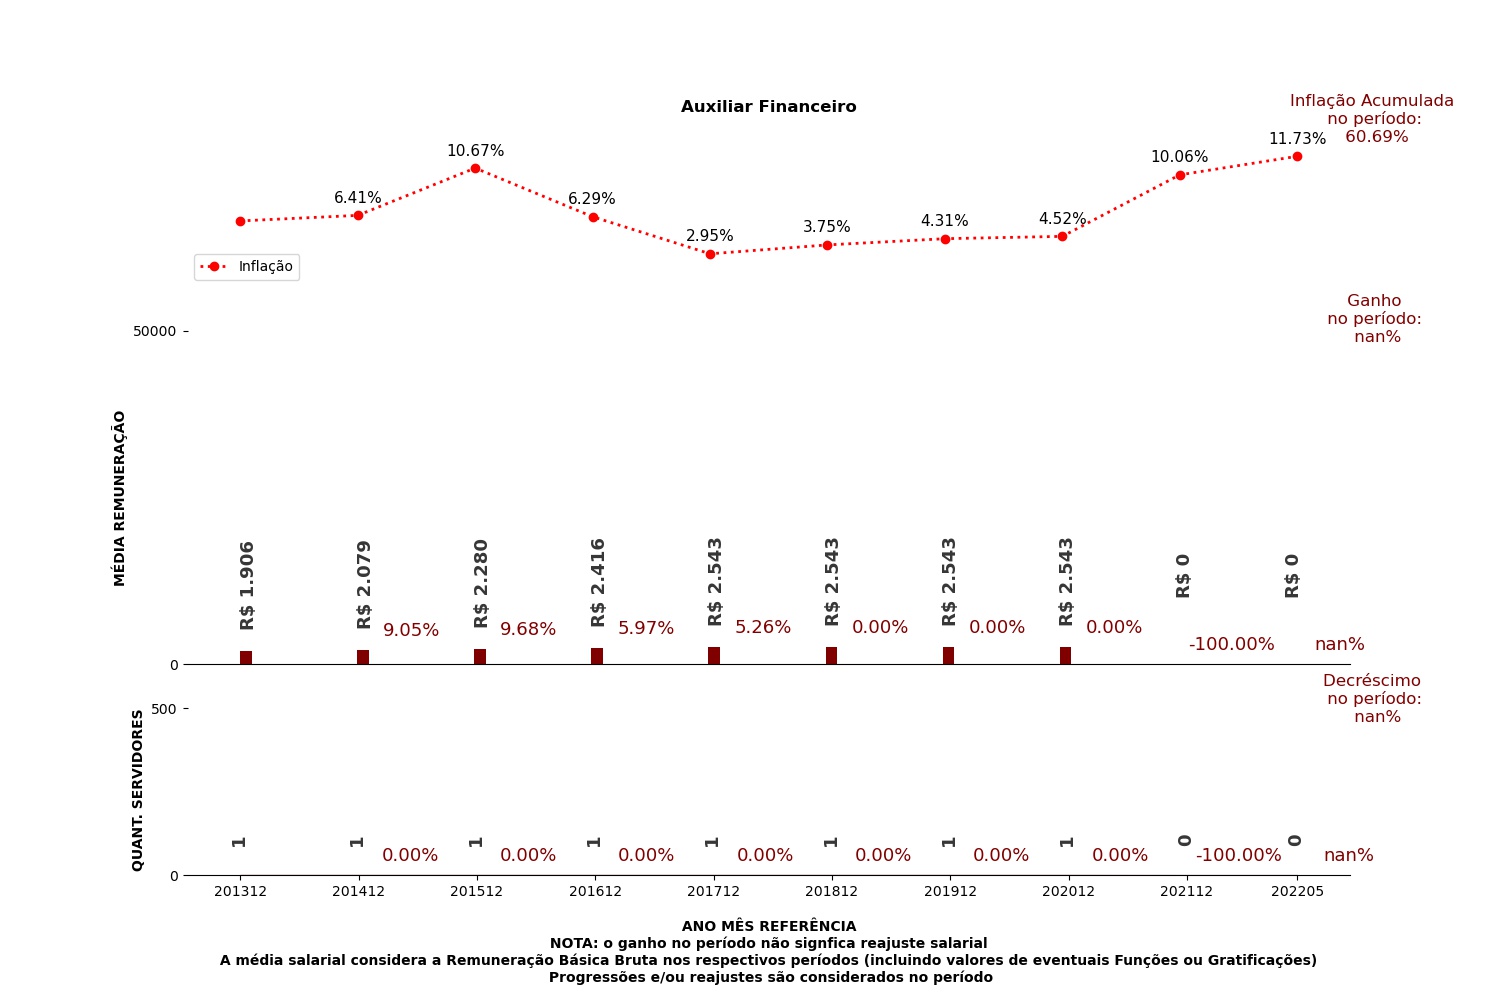 Auxiliar Financeiro
Inflação Acumulada
no período:
60.69%
6.41%
10.67%
6.29%
2.95%
3.75%
4.31%
4.52%
10.06%
11.73%
Inflação
Ganho
no período:
nan%
50000
MÉDIA REMUNERAÇÃO
R$ 1.906
R$ 2.079
R$ 2.280
R$ 2.416
R$ 2.543
R$ 2.543
R$ 2.543
R$ 2.543
R$ 0
R$ 0
9.05%
9.68%
5.97%
5.26%
0.00%
0.00%
0.00%
-100.00%
nan%
0
Decréscimo
no período:
nan%
500
QUANT. SERVIDORES
1
1
1
1
1
1
1
1
0
0
0.00%
0.00%
0.00%
0.00%
0.00%
0.00%
0.00%
-100.00%
nan%
0
201312
201412
201512
201612
201712
201812
201912
202012
202112
202205
ANO MÊS REFERÊNCIA
NOTA: o ganho no período não signfica reajuste salarial
A média salarial considera a Remuneração Básica Bruta nos respectivos períodos (incluindo valores de eventuais Funções ou Gratificações)
Progressões e/ou reajustes são considerados no período